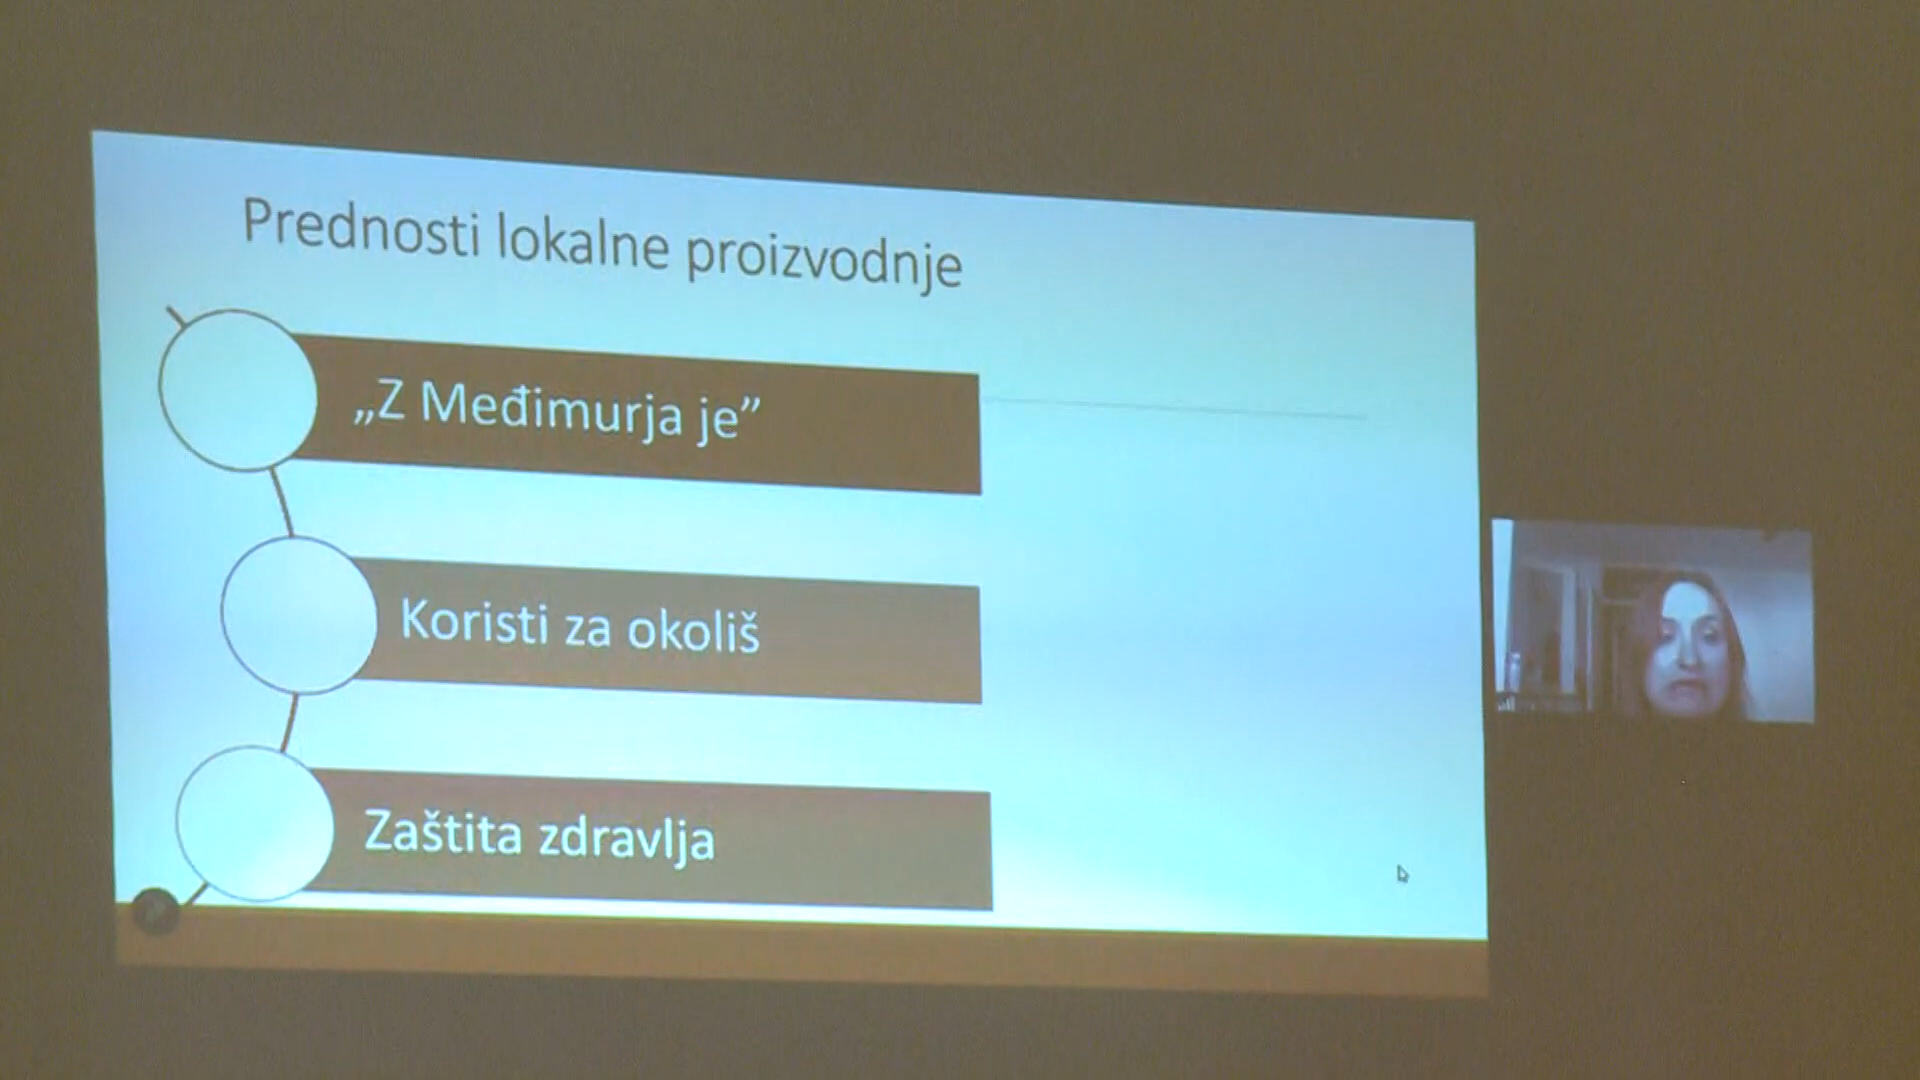 Prednosti lokalne proizvodnje
„Z Međimurja je”
Koristi za okoliš
Zaštita zdravlja